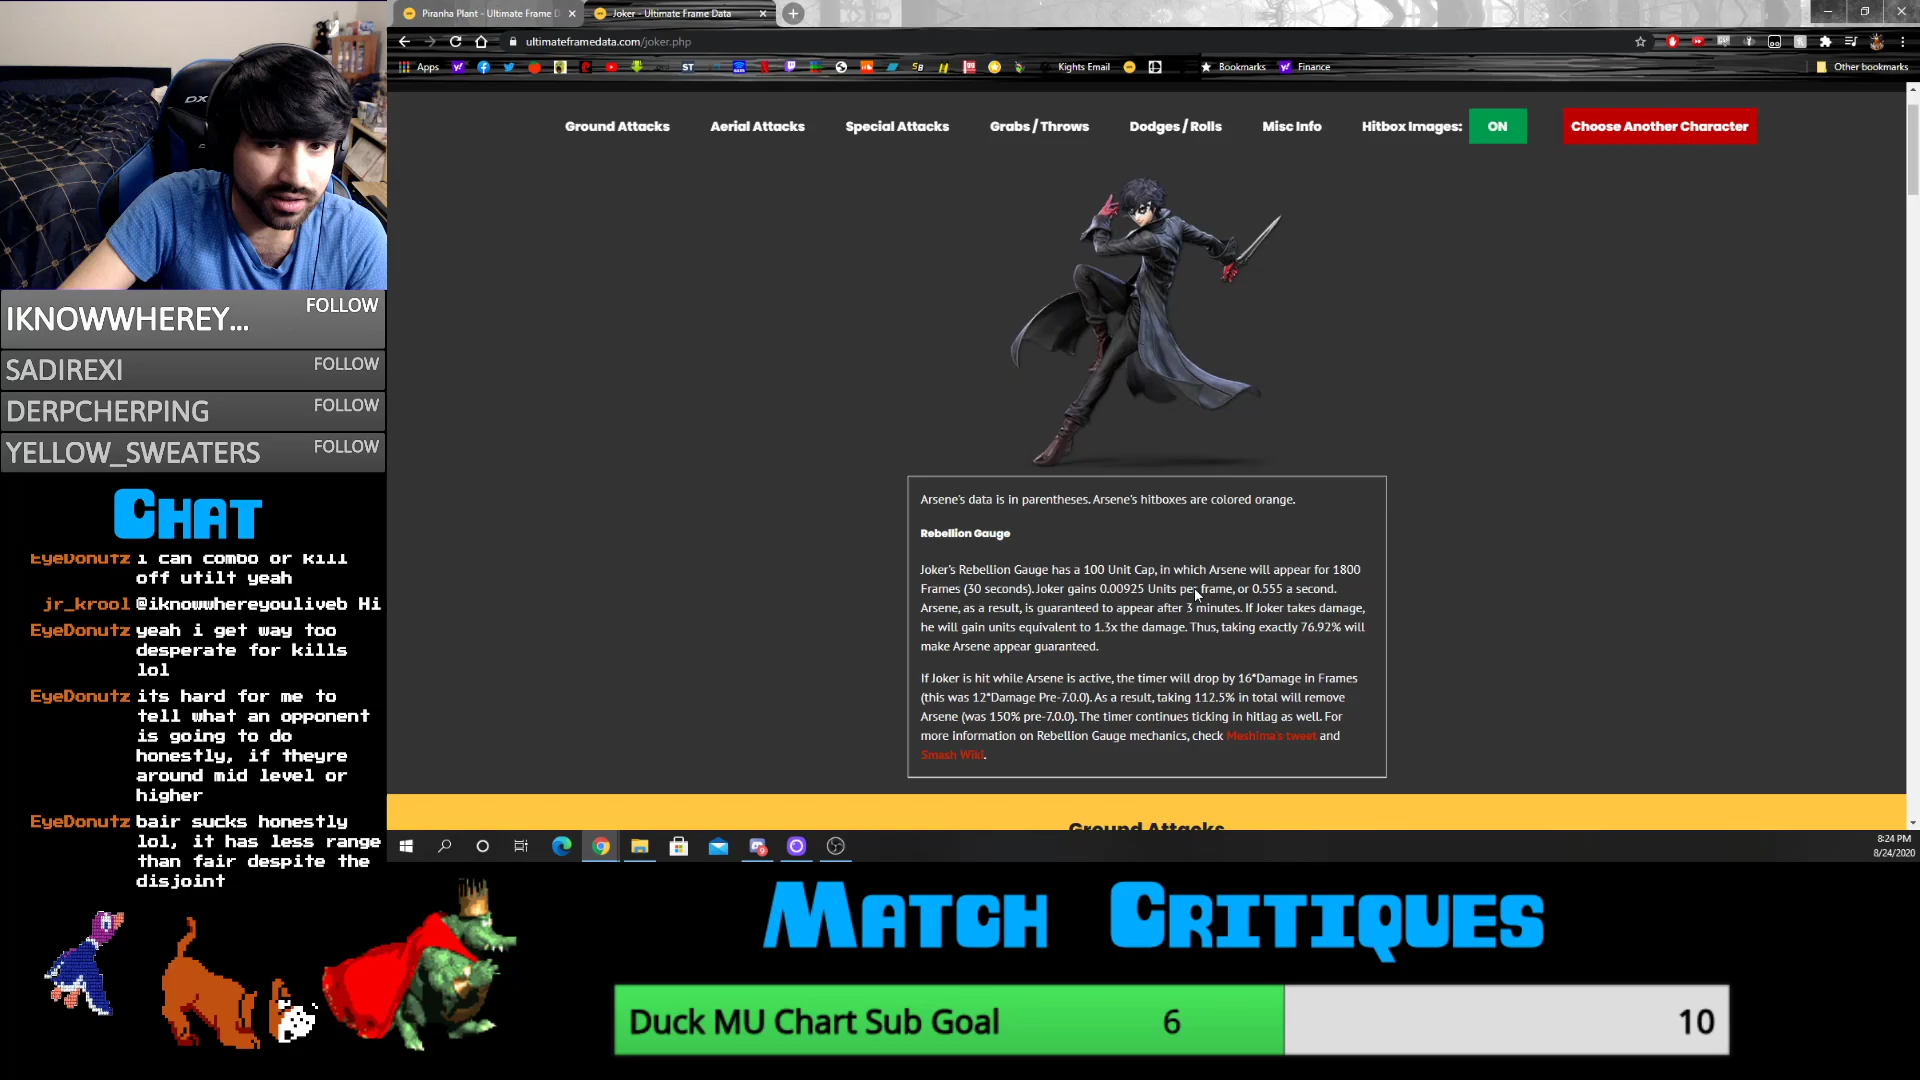 Piranha Plant - Ultimate Frame D
Joker - Ultimate Frame Data
ultimateframedata.com/joker.php
Apps
ST
Kights Email
Bookmarks
Finance
Other bookmarks
DX
Ground Attacks
Aerial Attacks
Special Attacks
Grabs / Throws
Dodges / Rolls
Misc Info
Hitbox Images:
ON
Choose Another Character
IKNOWWHEREY... FOLLOW
SADIREXI FOLLOW
DERPCHERPING FOLLOW
YELLOW_SWEATERS FOLLOW
CHAT
EyeDonutz i can combo or kill
off utilt yeah
jr_krool @iknowwhereyouliveb Hi
EyeDonutz yeah i get way too
desperate for kills
lol
EyeDonutz its hard for me to
tell what an opponent
is going to do
honestly, if theyre
around mid level or
higher
EyeDonutz bair sucks honestly
lol, it has less range
than fair despite the
disjoint
Arsene's data is in parentheses. Arsene's hitboxes are colored orange.
Rebellion Gauge
Joker's Rebellion Gauge has a 100 Unit Cap, in which Arsene will appear for 1800
Frames (30 seconds). Joker gains 0.00925 Units per frame, or 0.555 a second.
Arsene, as a result, is guaranteed to appear after 3 minutes. If Joker takes damage,
he will gain units equivalent to 1.3x the damage. Thus, taking exactly 76.92% will
make Arsene appear guaranteed.
If Joker is hit while Arsene is active, the timer will drop by 16*Damage in Frames
(this was 12*Damage Pre-7.0.0). As a result, taking 112.5% in total will remove
Arsene (was 150% pre-7.0.0). The timer continues ticking in hitlag as well. For
more information on Rebellion Gauge mechanics, check Meshima's tweet and
Smash Wiki.
Ground Attacks
8:24 PM
8/24/2020
MATCH CRITIQUES
Duck MU Chart Sub Goal 6 10